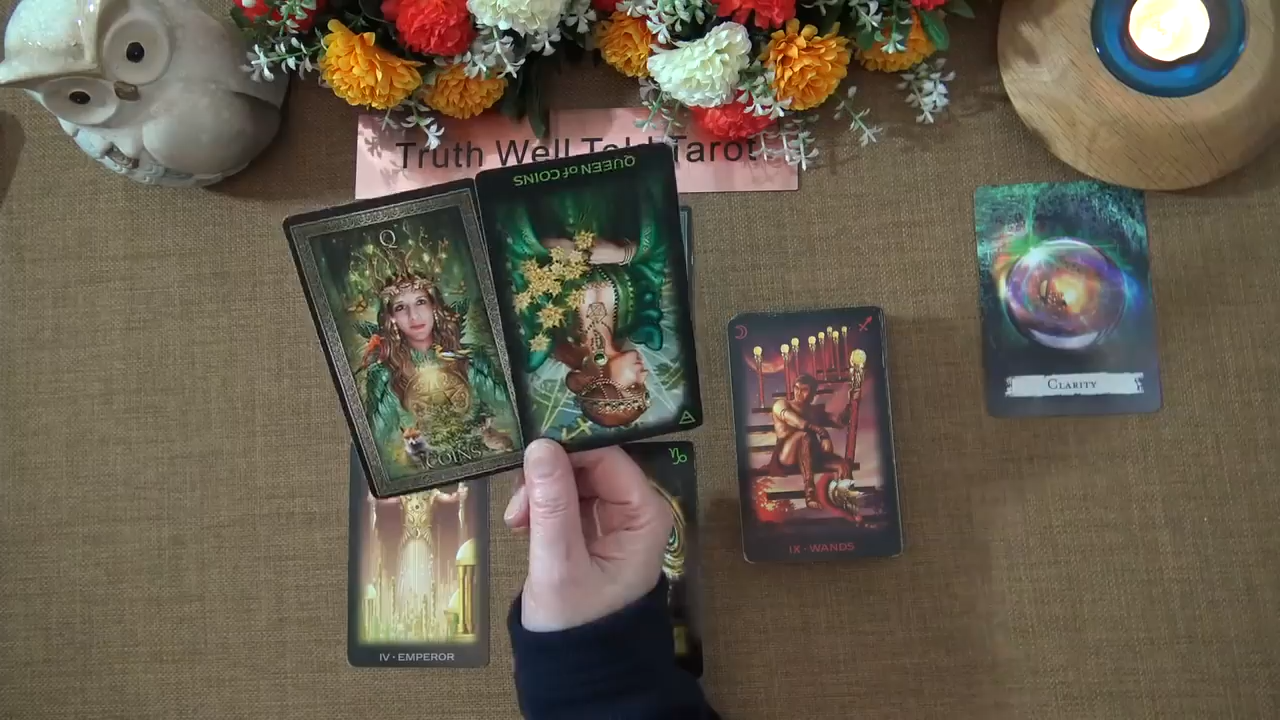 Truth Well Told Tarot
QUEEN OF COINS
Q
COINS
CLARITY
IX · WANDS
IV · EMPEROR